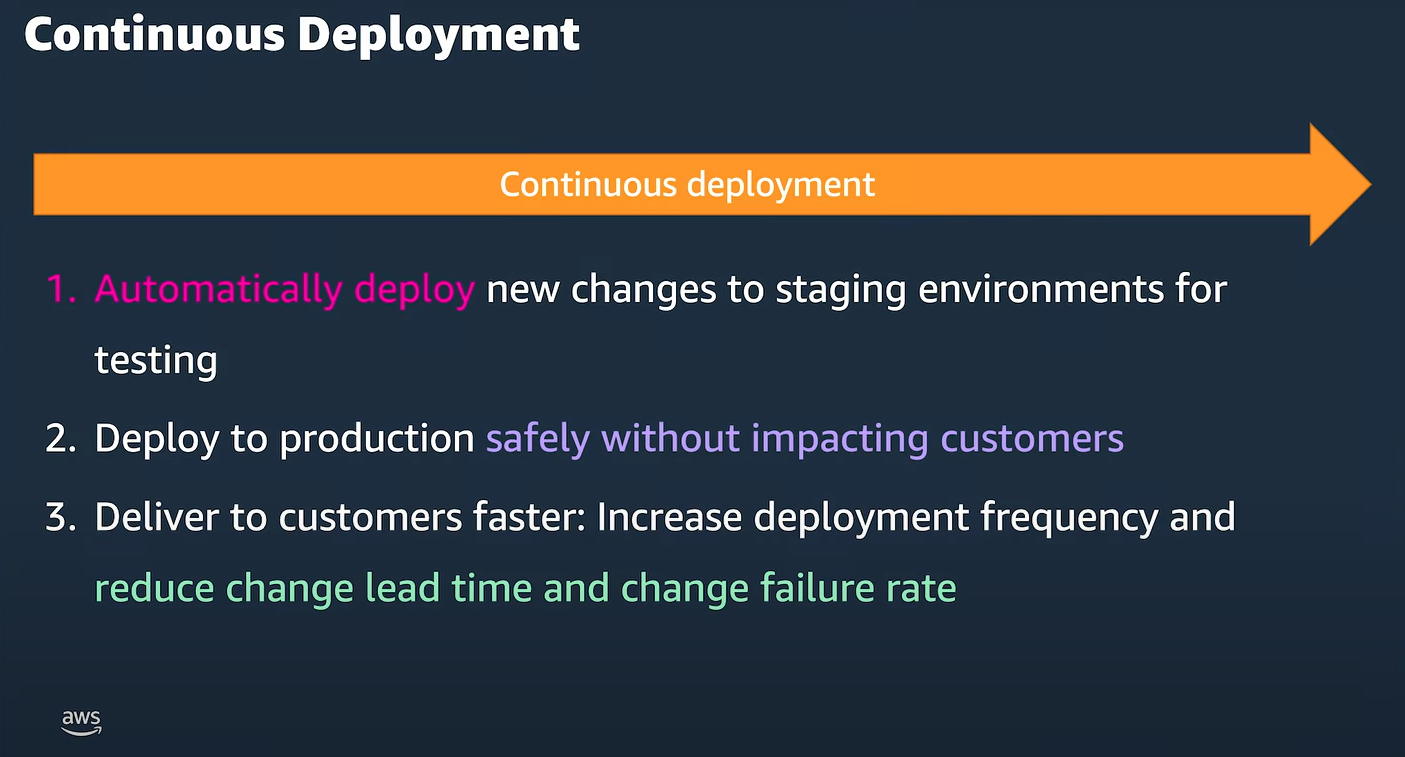 Continuous Deployment
Continuous deployment
1. Automatically deploy new changes to staging environments for
testing
2. Deploy to production safely without impacting customers
3. Deliver to customers faster: Increase deployment frequency and
reduce change lead time and change failure rate
aws